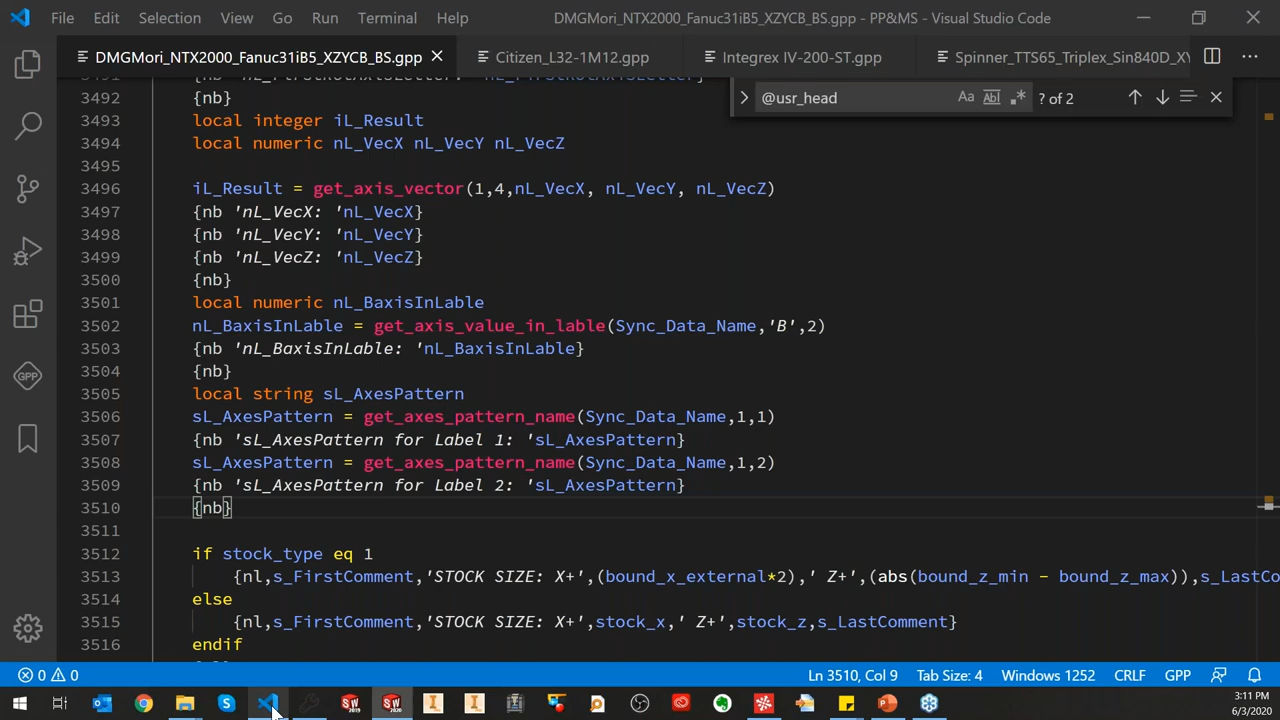 File Edit Selection View Go Run Terminal Help DMGMori_NTX2000_Fanuc31iB5_XZYCB_BS.gpp - PP&MS - Visual Studio Code
DMGMori_NTX2000_Fanuc31iB5_XZYCB_BS.gpp Citizen_L32-1M12.gpp Integrex IV-200-ST.gpp Spinner_TTS65_Triplex_Sin840D_XY
@usr_head Aa Abl .* ? of 2
3492 {nb}
3493 local integer iL_Result
3494 local numeric nL_VecX nL_VecY nL_VecZ
3495
3496 iL_Result = get_axis_vector(1,4,nL_VecX, nL_VecY, nL_VecZ)
3497 {nb 'nL_VecX: 'nL_VecX}
3498 {nb 'nL_VecY: 'nL_VecY}
3499 {nb 'nL_VecZ: 'nL_VecZ}
3500 {nb}
3501 local numeric nL_BaxisInLable
3502 nL_BaxisInLable = get_axis_value_in_lable(Sync_Data_Name,'B',2)
3503 {nb 'nL_BaxisInLable: 'nL_BaxisInLable}
3504 {nb}
3505 local string sL_AxesPattern
3506 sL_AxesPattern = get_axes_pattern_name(Sync_Data_Name,1,1)
3507 {nb 'sL_AxesPattern for Label 1: 'sL_AxesPattern}
3508 sL_AxesPattern = get_axes_pattern_name(Sync_Data_Name,1,2)
3509 {nb 'sL_AxesPattern for Label 2: 'sL_AxesPattern}
3510 {nb}
3511
3512 if stock_type eq 1
3513 {nl,s_FirstComment,'STOCK SIZE: X+',(bound_x_external*2),' Z+',(abs(bound_z_min - bound_z_max)),s_LastCo
3514 else
3515 {nl,s_FirstComment,'STOCK SIZE: X+',stock_x,' Z+',stock_z,s_LastComment}
3516 endif
GPP
0 0 Ln 3510, Col 9 Tab Size: 4 Windows 1252 CRLF GPP
SW 2019 SW 2020
3:11 PM
6/3/2020